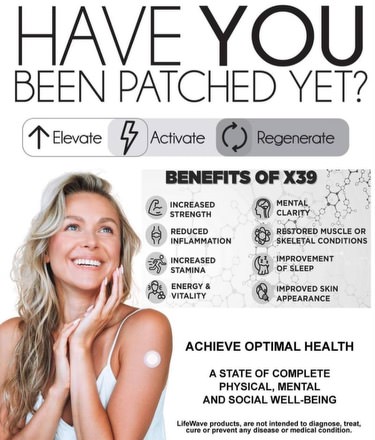 HAVE YOU
BEEN PATCHED YET?
Elevate
Activate
Regenerate
BENEFITS OF X39
INCREASED
STRENGTH
MENTAL
CLARITY
REDUCED
INFLAMMATION
RESTORED MUSCLE OR
SKELETAL CONDITIONS
INCREASED
STAMINA
IMPROVEMENT
OF SLEEP
ENERGY &
VITALITY
IMPROVED SKIN
APPEARANCE
ACHIEVE OPTIMAL HEALTH
A STATE OF COMPLETE
PHYSICAL, MENTAL
AND SOCIAL WELL-BEING
LifeWave products, are not intended to diagnose, treat,
cure or prevent any disease or medical condition.